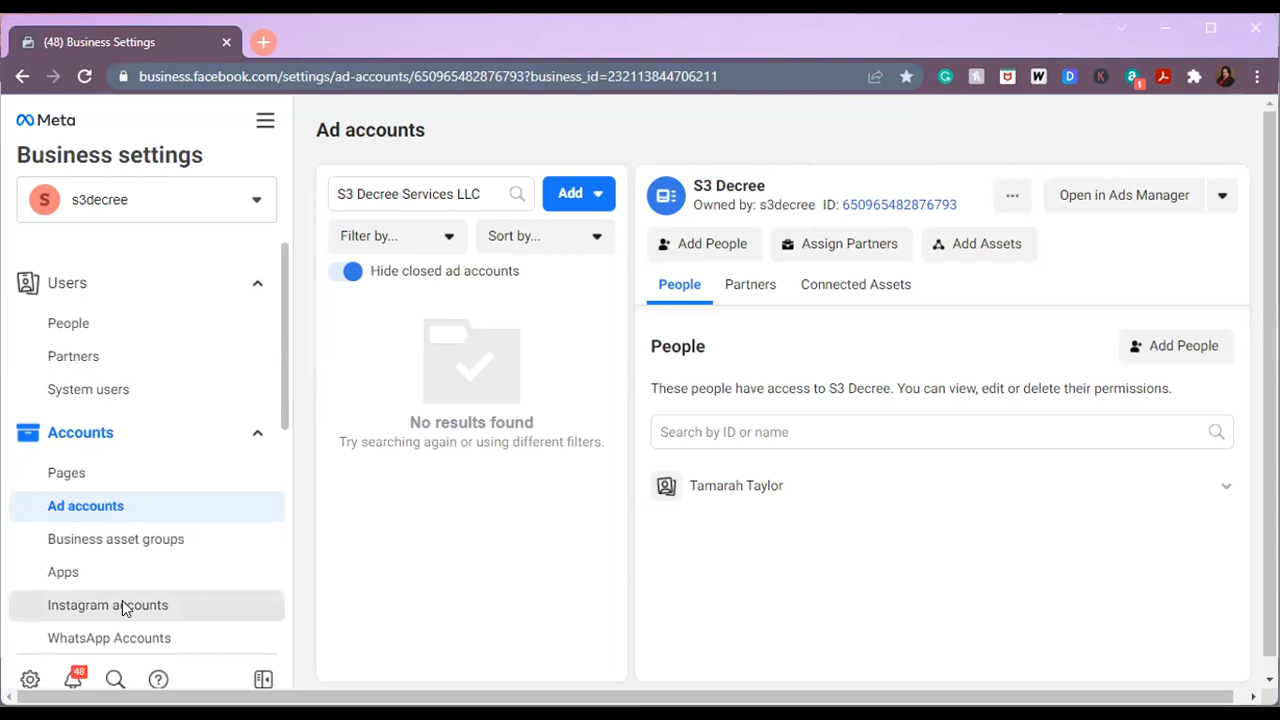 (48) Business Settings
business.facebook.com/settings/ad-accounts/650965482876793?business_id=232113844706211
1
Meta
Business settings
S
s3decree
Users
People
Partners
System users
Accounts
Pages
Ad accounts
Business asset groups
Apps
Instagram accounts
WhatsApp Accounts
48
Ad accounts
S3 Decree Services LLC
Add
Filter by...
Sort by...
Hide closed ad accounts
No results found
Try searching again or using different filters.
S3 Decree
Owned by: s3decree ID: 650965482876793
Open in Ads Manager
Add People
Assign Partners
Add Assets
People
Partners
Connected Assets
People
Add People
These people have access to S3 Decree. You can view, edit or delete their permissions.
Search by ID or name
Tamarah Taylor